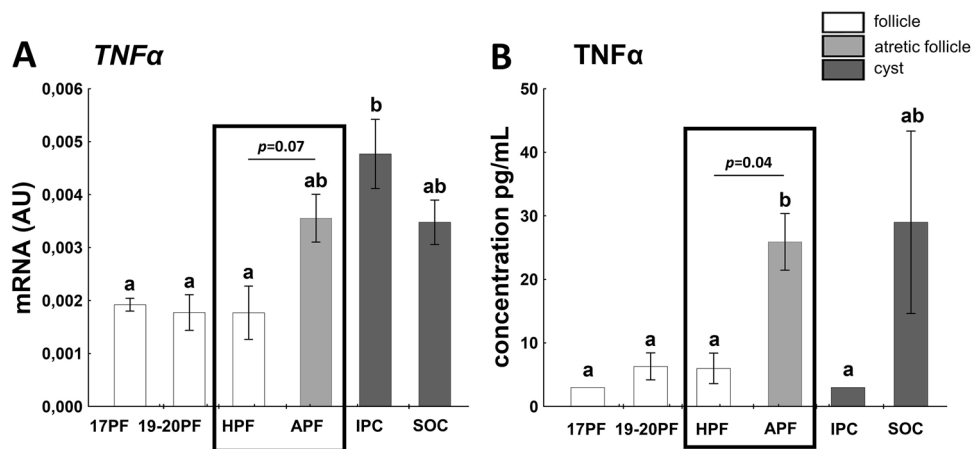 follicle
atretic follicle
cyst
A TNFα
mRNA (AU)
0,006
0,005
0,004
0,003
0,002
0,001
0,000
a
a
a
p=0.07
ab
b
ab
17PF 19-20PF HPF APF IPC SOC
B TNFα
concentration pg/mL
50
40
30
20
10
0
a
a
a
p=0.04
b
a
ab
17PF 19-20PF HPF APF IPC SOC